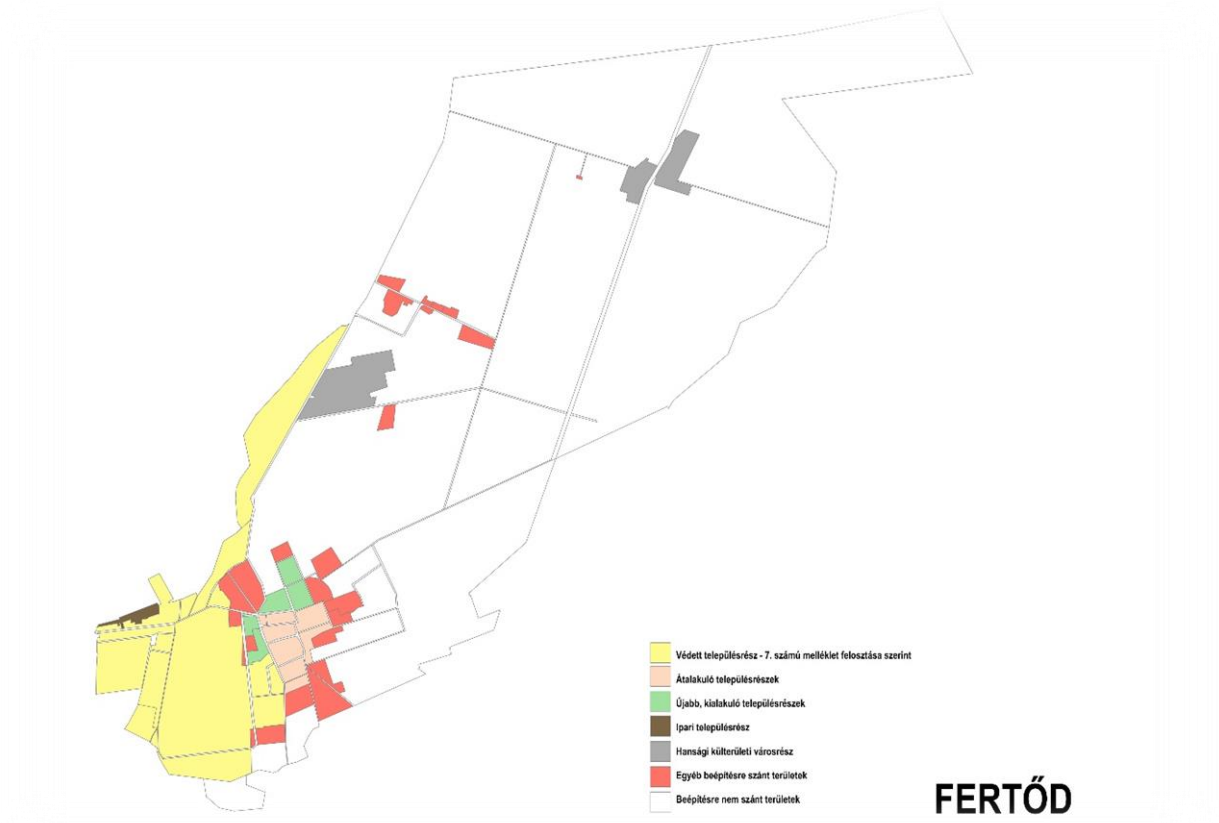 Védett településrész - 7. számú melléklet felosztása szerint
Átalakuló településrészek
Újabb, kialakuló településrészek
Ipari településrész
Hansági külterületi városrész
Egyéb beépítésre szánt területek
Beépítésre nem szánt területek
FERTŐD